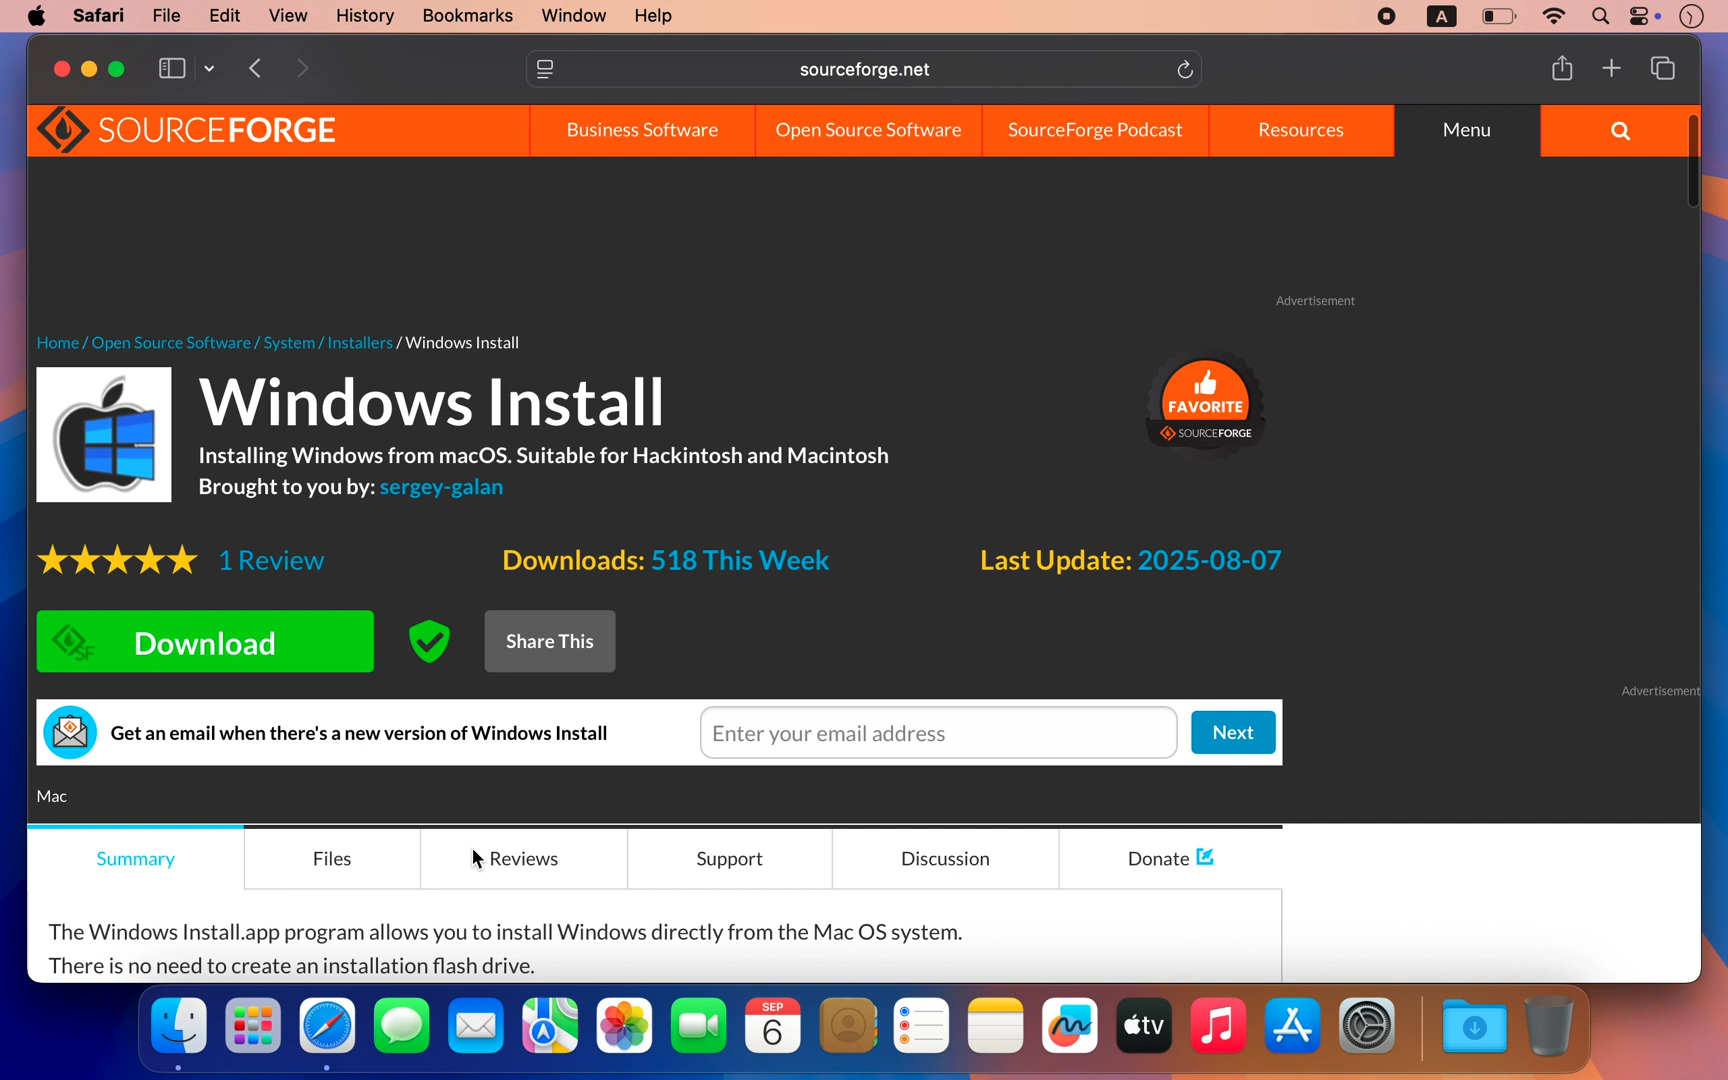 Safari File Edit View History Bookmarks Window Help A
sourceforge.net
SOURCEFORGE Business Software Open Source Software SourceForge Podcast Resources Menu
Advertisement
Home / Open Source Software / System / Installers / Windows Install
Windows Install
FAVORITE
SOURCEFORGE
Installing Windows from macOS. Suitable for Hackintosh and Macintosh
Brought to you by: sergey-galan
1 Review Downloads: 518 This Week Last Update: 2025-08-07
SF Download Share This
Advertisement
Get an email when there's a new version of Windows Install Enter your email address Next
Mac
Summary Files Reviews Support Discussion Donate
The Windows Install.app program allows you to install Windows directly from the Mac OS system.
There is no need to create an installation flash drive.
SEP
6
tv